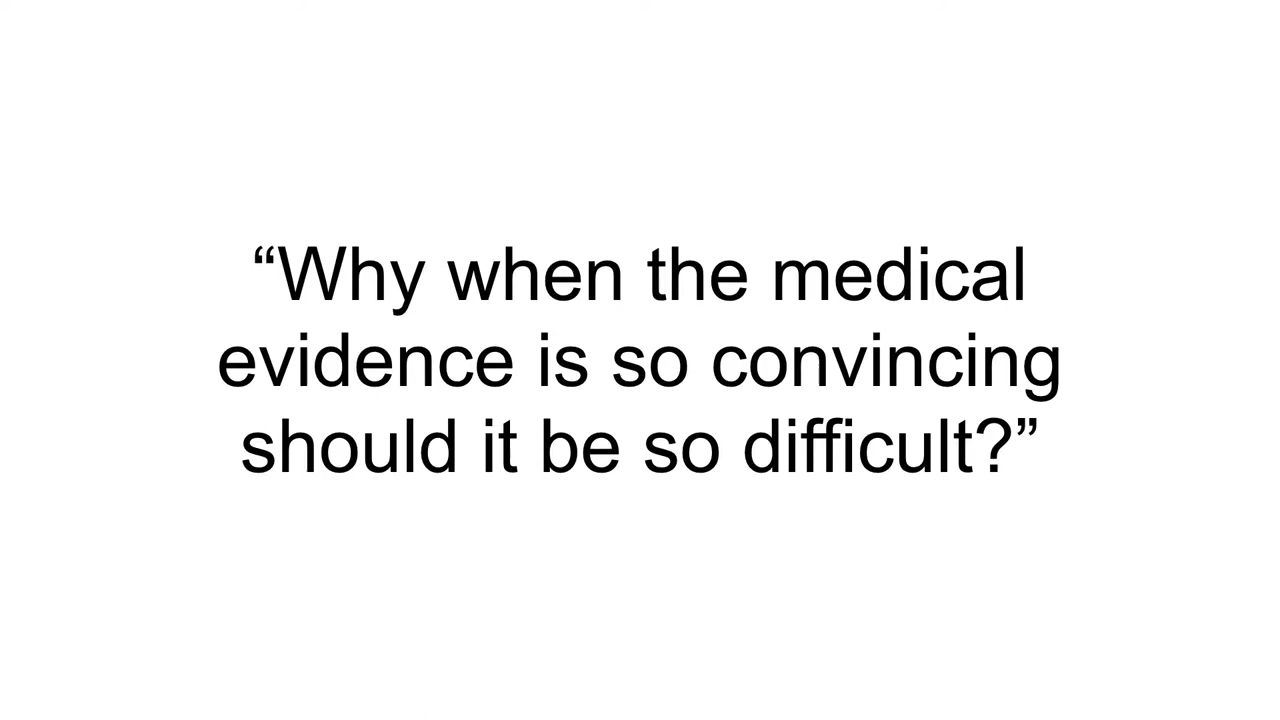 “Why when the medical
evidence is so convincing
should it be so difficult?”